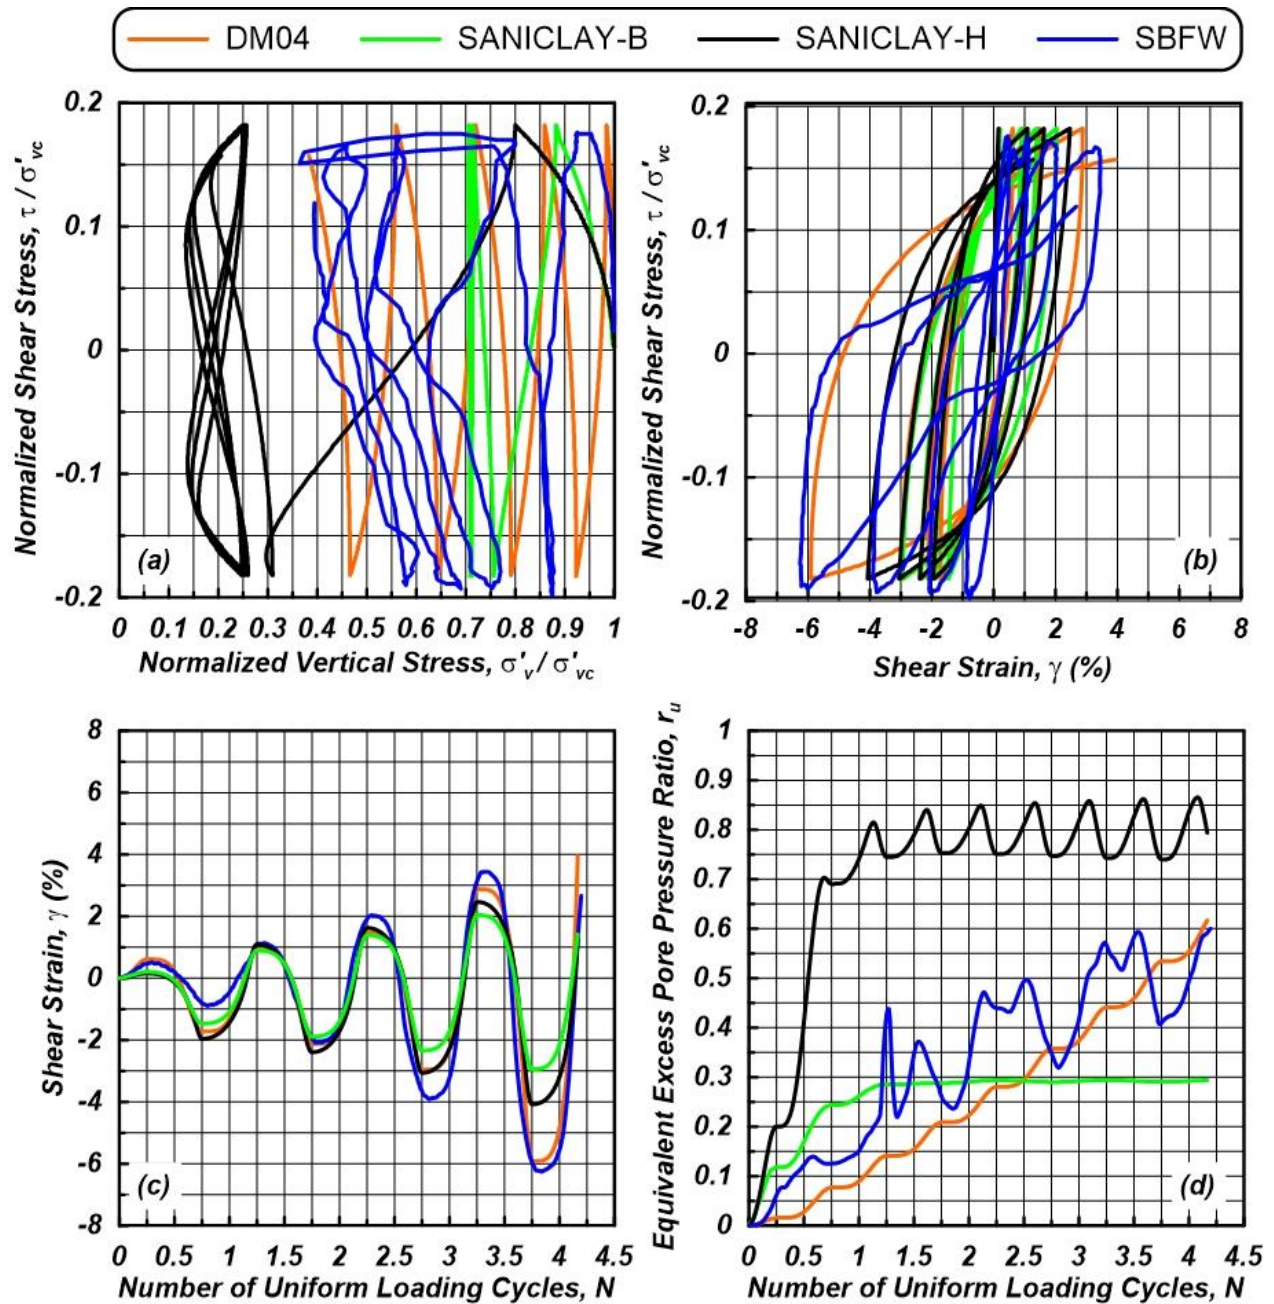 DM04 SANICLAY-B SANICLAY-H SBFW
Normalized Shear Stress, τ / σ'vc
0.2
0.1
0
-0.1
-0.2
(a)
0 0.1 0.2 0.3 0.4 0.5 0.6 0.7 0.8 0.9 1
Normalized Vertical Stress, σ'v / σ'vc
Normalized Shear Stress, τ / σ'vc
0.2
0.1
0
-0.1
-0.2
(b)
-8 -6 -4 -2 0 2 4 6 8
Shear Strain, γ (%)
Shear Strain, γ (%)
8
6
4
2
0
-2
-4
-6
-8
(c)
0 0.5 1 1.5 2 2.5 3 3.5 4 4.5
Number of Uniform Loading Cycles, N
Equivalent Excess Pore Pressure Ratio, ru
1
0.9
0.8
0.7
0.6
0.5
0.4
0.3
0.2
0.1
0
(d)
0 0.5 1 1.5 2 2.5 3 3.5 4 4.5
Number of Uniform Loading Cycles, N